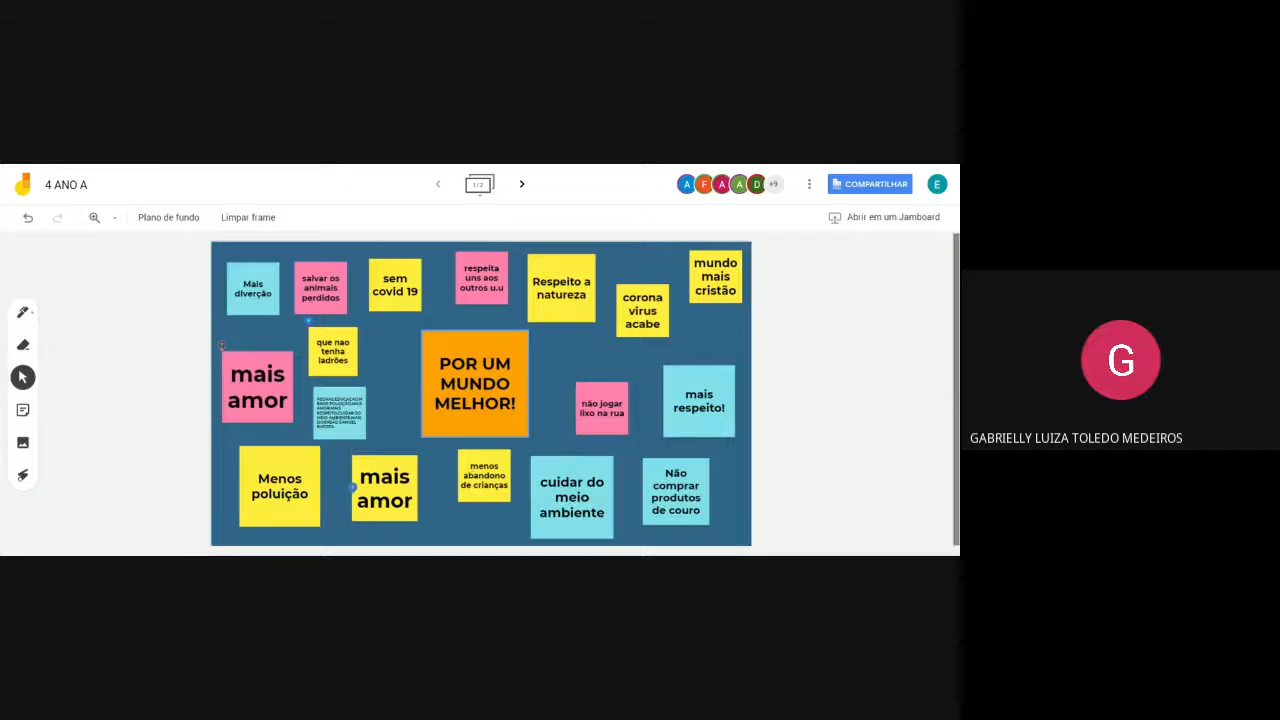 4 ANO A
1/2
A F A A D +9
COMPARTILHAR
E
Plano de fundo
Limpar frame
Abrir em um Jamboard
Mais
diverção
salvar os
animais
perdidos
sem
covid 19
respeita
uns aos
outros u.u
Respeito a
natureza
corona
virus
acabe
mundo
mais
cristão
que nao
tenha
ladrões
mais
amor
POR UM
MUNDO
MELHOR!
não jogar
lixo na rua
mais
respeito!
Menos
poluição
mais
amor
menos
abandono
de crianças
cuidar do
meio
ambiente
Não
comprar
produtos
de couro
G
GABRIELLY LUIZA TOLEDO MEDEIROS